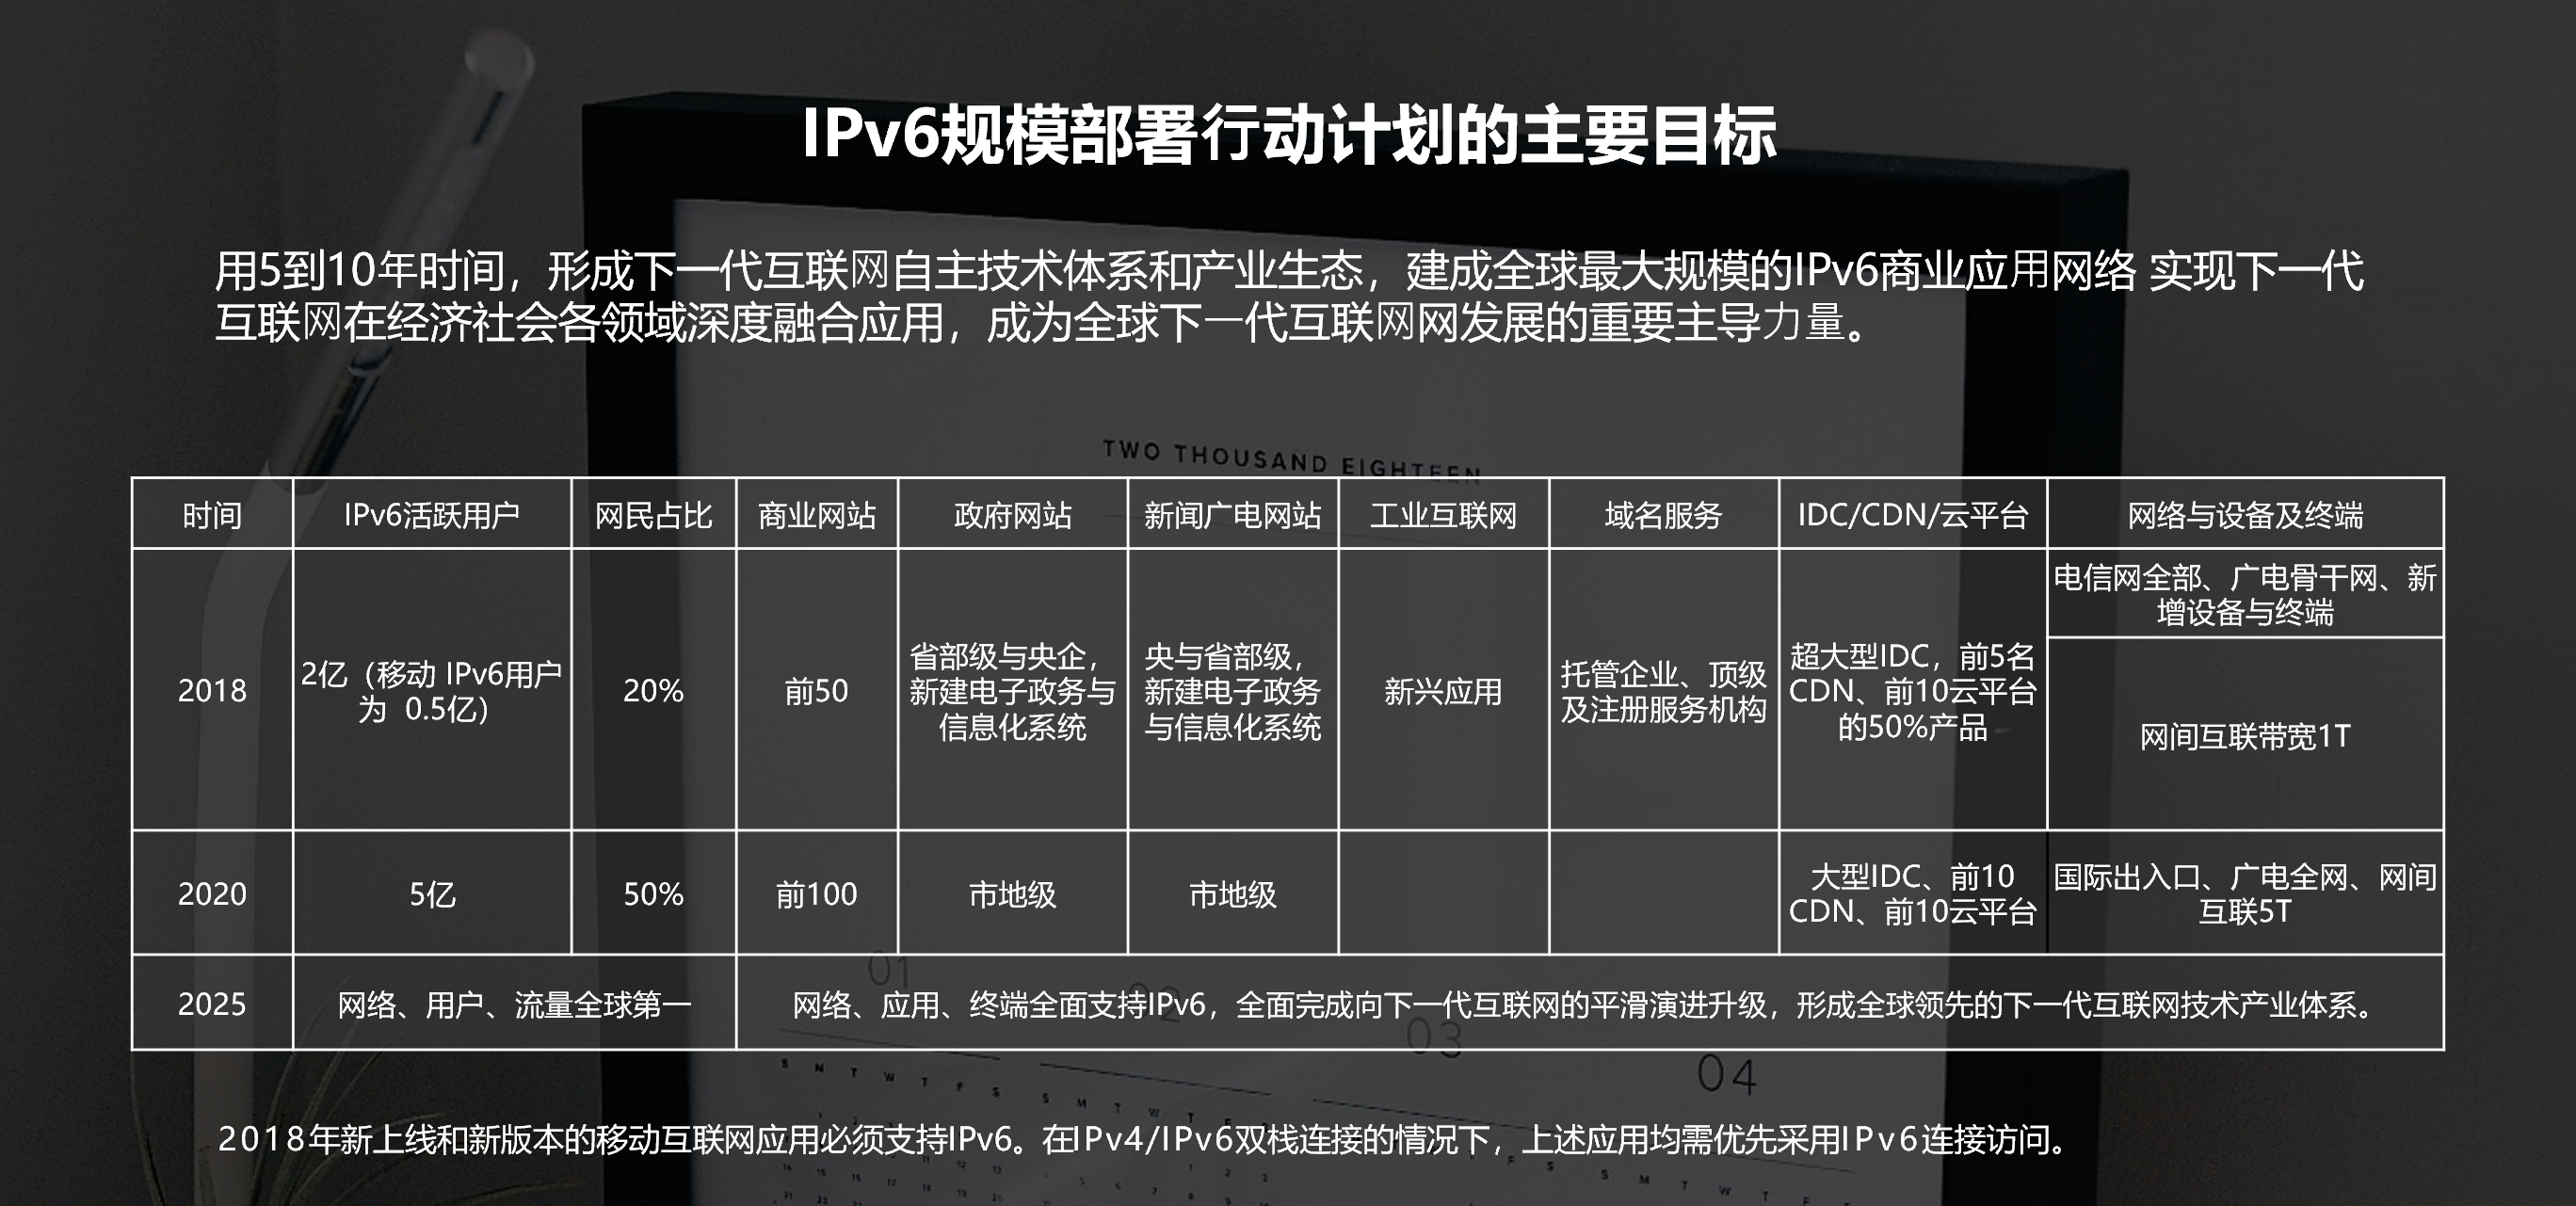 IPv6规模部署行动计划的主要目标
用5到10年时间，形成下一代互联网自主技术体系和产业生态，建成全球最大规模的IPv6商业应用网络 实现下一代
互联网在经济社会各领域深度融合应用，成为全球下一代互联网网发展的重要主导力量。
TWO THOUSAND EIGHTEEN
时间 IPv6活跃用户 网民占比 商业网站 政府网站 新闻广电网站 工业互联网 域名服务 IDC/CDN/云平台 网络与设备及终端
2018
2亿（移动 IPv6用户
为 0.5亿）
20%
前50
省部级与央企，
新建电子政务与
信息化系统
央与省部级，
新建电子政务
与信息化系统
新兴应用
托管企业、顶级
及注册服务机构
超大型IDC，前5名
CDN、前10云平台
的50%产品
电信网全部、广电骨干网、新
增设备与终端
网间互联带宽1T
2020
5亿
50%
前100
市地级
市地级
大型IDC、前10
CDN、前10云平台
国际出入口、广电全网、网间
互联5T
2025
网络、用户、流量全球第一
网络、应用、终端全面支持IPv6，全面完成向下一代互联网的平滑演进升级，形成全球领先的下一代互联网技术产业体系。
01
02
03
04
S M T W T F S
2018年新上线和新版本的移动互联网应用必须支持IPv6。在IPv4/IPv6双栈连接的情况下，上述应用均需优先采用IPv6连接访问。